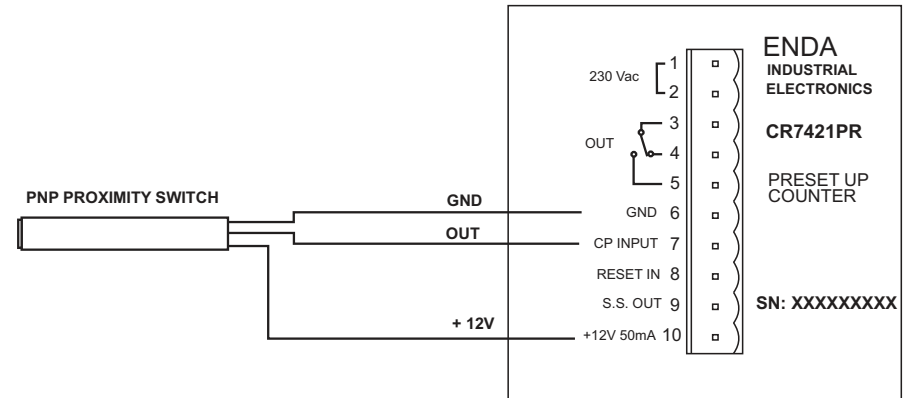 PNP PROXIMITY SWITCH
GND
OUT
+ 12V
230 Vac
OUT
1
2
3
4
5
GND 6
CP INPUT 7
RESET IN 8
S.S. OUT 9
+12V 50mA 10
ENDA
INDUSTRIAL
ELECTRONICS
CR7421PR
PRESET UP
COUNTER
SN: XXXXXXXXX